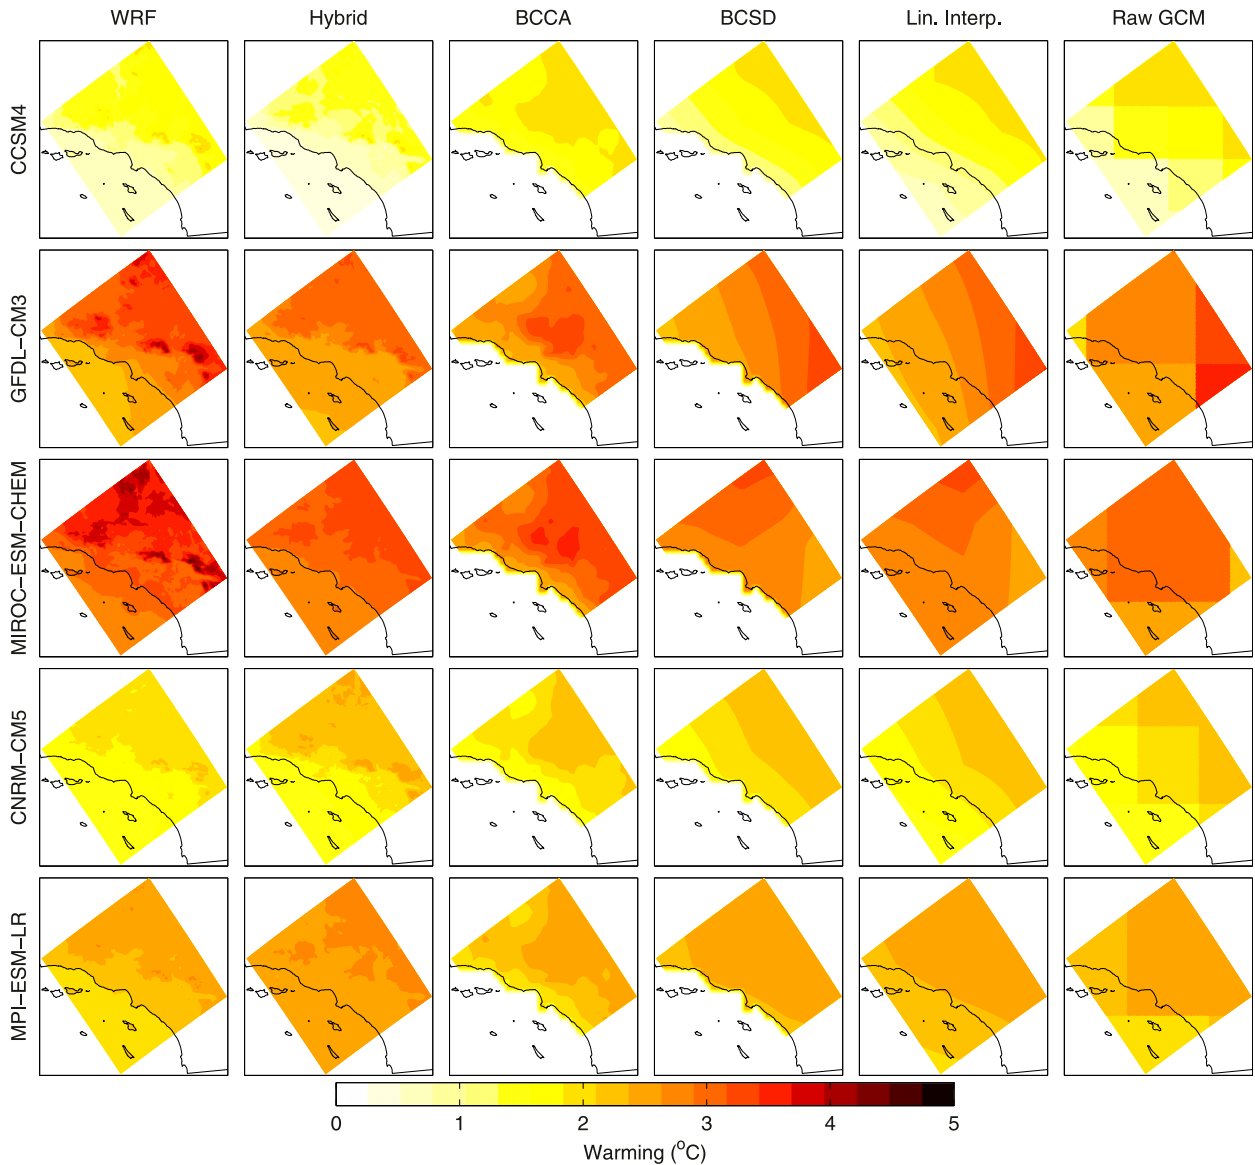 WRF Hybrid BCCA BCSD Lin. Interp. Raw GCM
CCSM4
GFDL−CM3
MIROC−ESM−CHEM
CNRM−CM5
MPI−ESM−LR
0 1 2 3 4 5
Warming (°C)